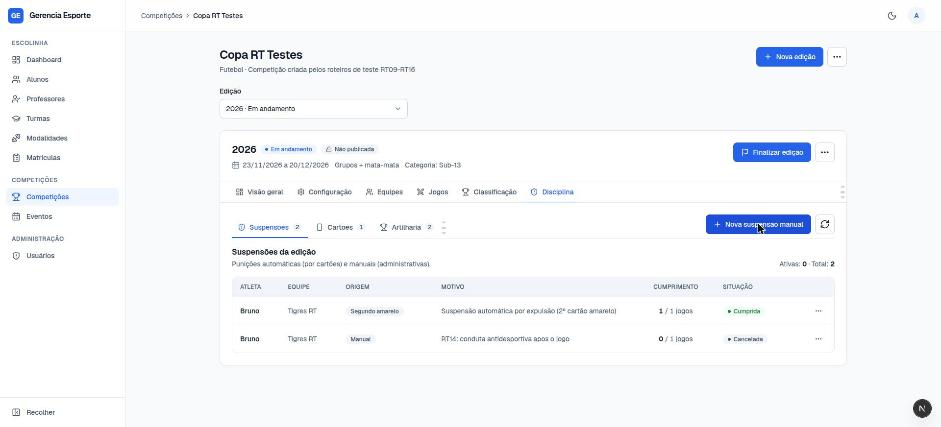 GE Gerencia Esporte
Competições > Copa RT Testes
A
ESCOLINHA
Dashboard
Alunos
Professores
Turmas
Modalidades
Matrículas
COMPETIÇÕES
Competições
Eventos
ADMINISTRAÇÃO
Usuários
Recolher
Copa RT Testes
Futebol · Competição criada pelos roteiros de teste RT09-RT16
+ Nova edição
Edição
2026 · Em andamento
2026 Em andamento Não publicada
23/11/2026 a 20/12/2026 · Grupos + mata-mata · Categoria: Sub-13
Finalizar edição
Visão geral Configuração Equipes Jogos Classificação Disciplina
Suspensões 2 Cartões 1 Artilharia 2
+ Nova suspensão manual
Suspensões da edição
Punições automáticas (por cartões) e manuais (administrativas).
Ativas: 0 · Total: 2
ATLETA EQUIPE ORIGEM MOTIVO CUMPRIMENTO SITUAÇÃO
Bruno Tigres RT Segundo amarelo Suspensão automática por expulsão (2º cartão amarelo) 1 / 1 jogos Cumprida
Bruno Tigres RT Manual RT14: conduta antidesportiva apos o jogo 0 / 1 jogos Cancelada
N